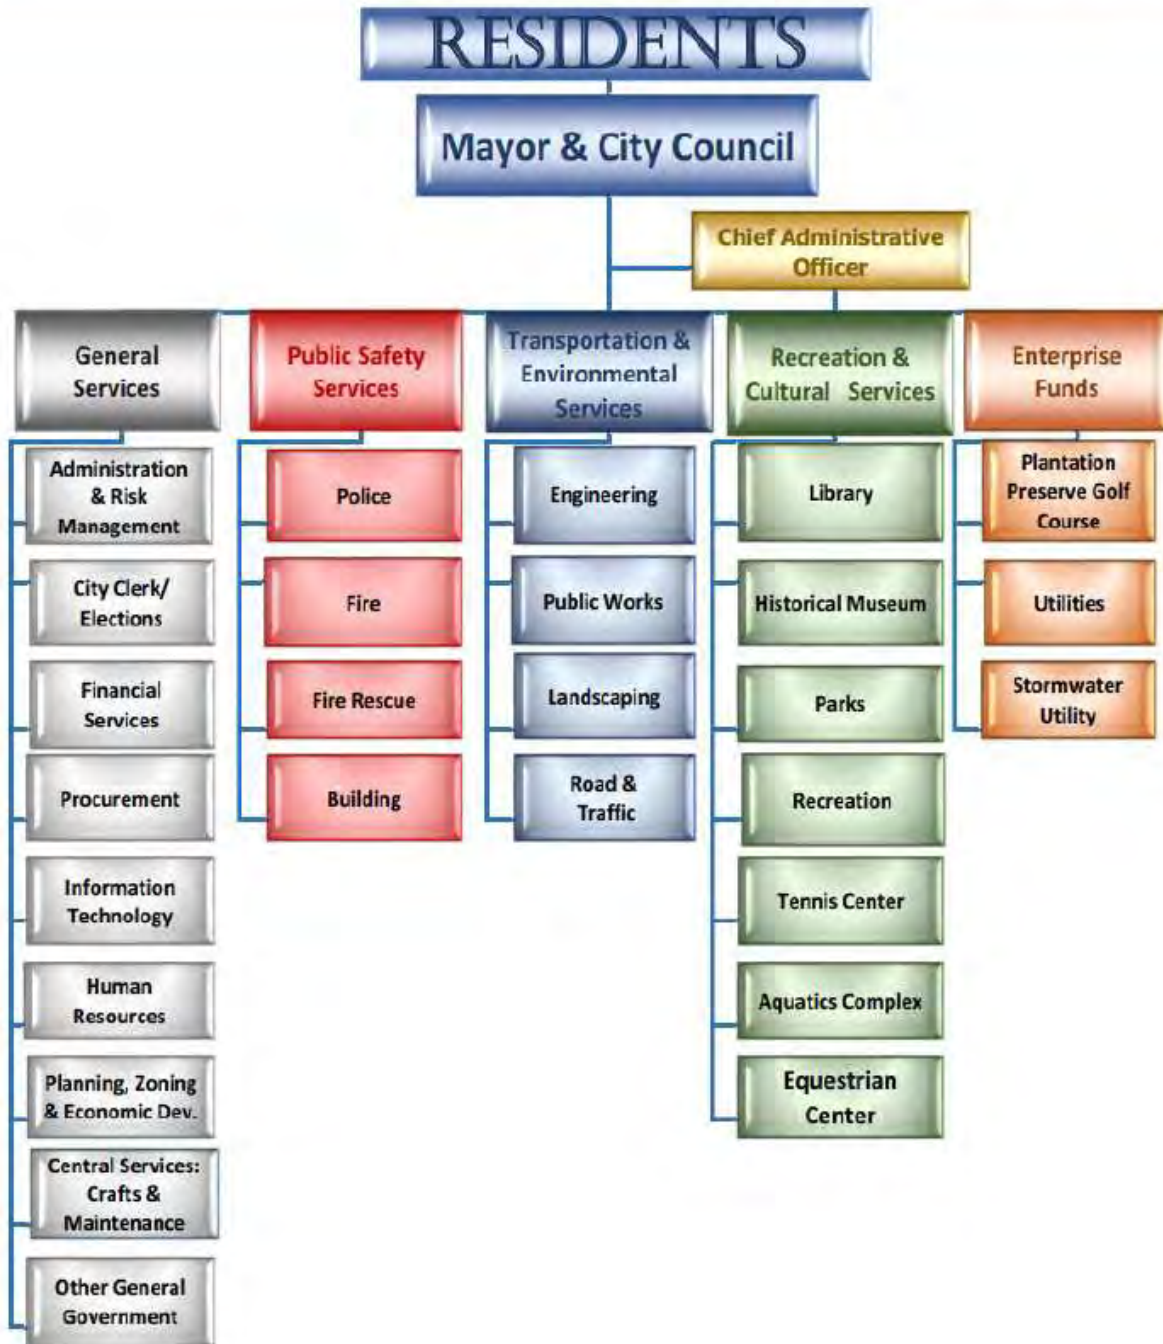 RESIDENTS
Mayor & City Council
Chief Administrative
Officer
General
Services
Public Safety
Services
Transportation &
Environmental
Services
Recreation &
Cultural Services
Enterprise
Funds
Administration
& Risk
Management
City Clerk/
Elections
Financial
Services
Procurement
Information
Technology
Human
Resources
Planning, Zoning
& Economic Dev.
Central Services:
Crafts &
Maintenance
Other General
Government
Police
Fire
Fire Rescue
Building
Engineering
Public Works
Landscaping
Road &
Traffic
Library
Historical Museum
Parks
Recreation
Tennis Center
Aquatics Complex
Equestrian
Center
Plantation
Preserve Golf
Course
Utilities
Stormwater
Utility